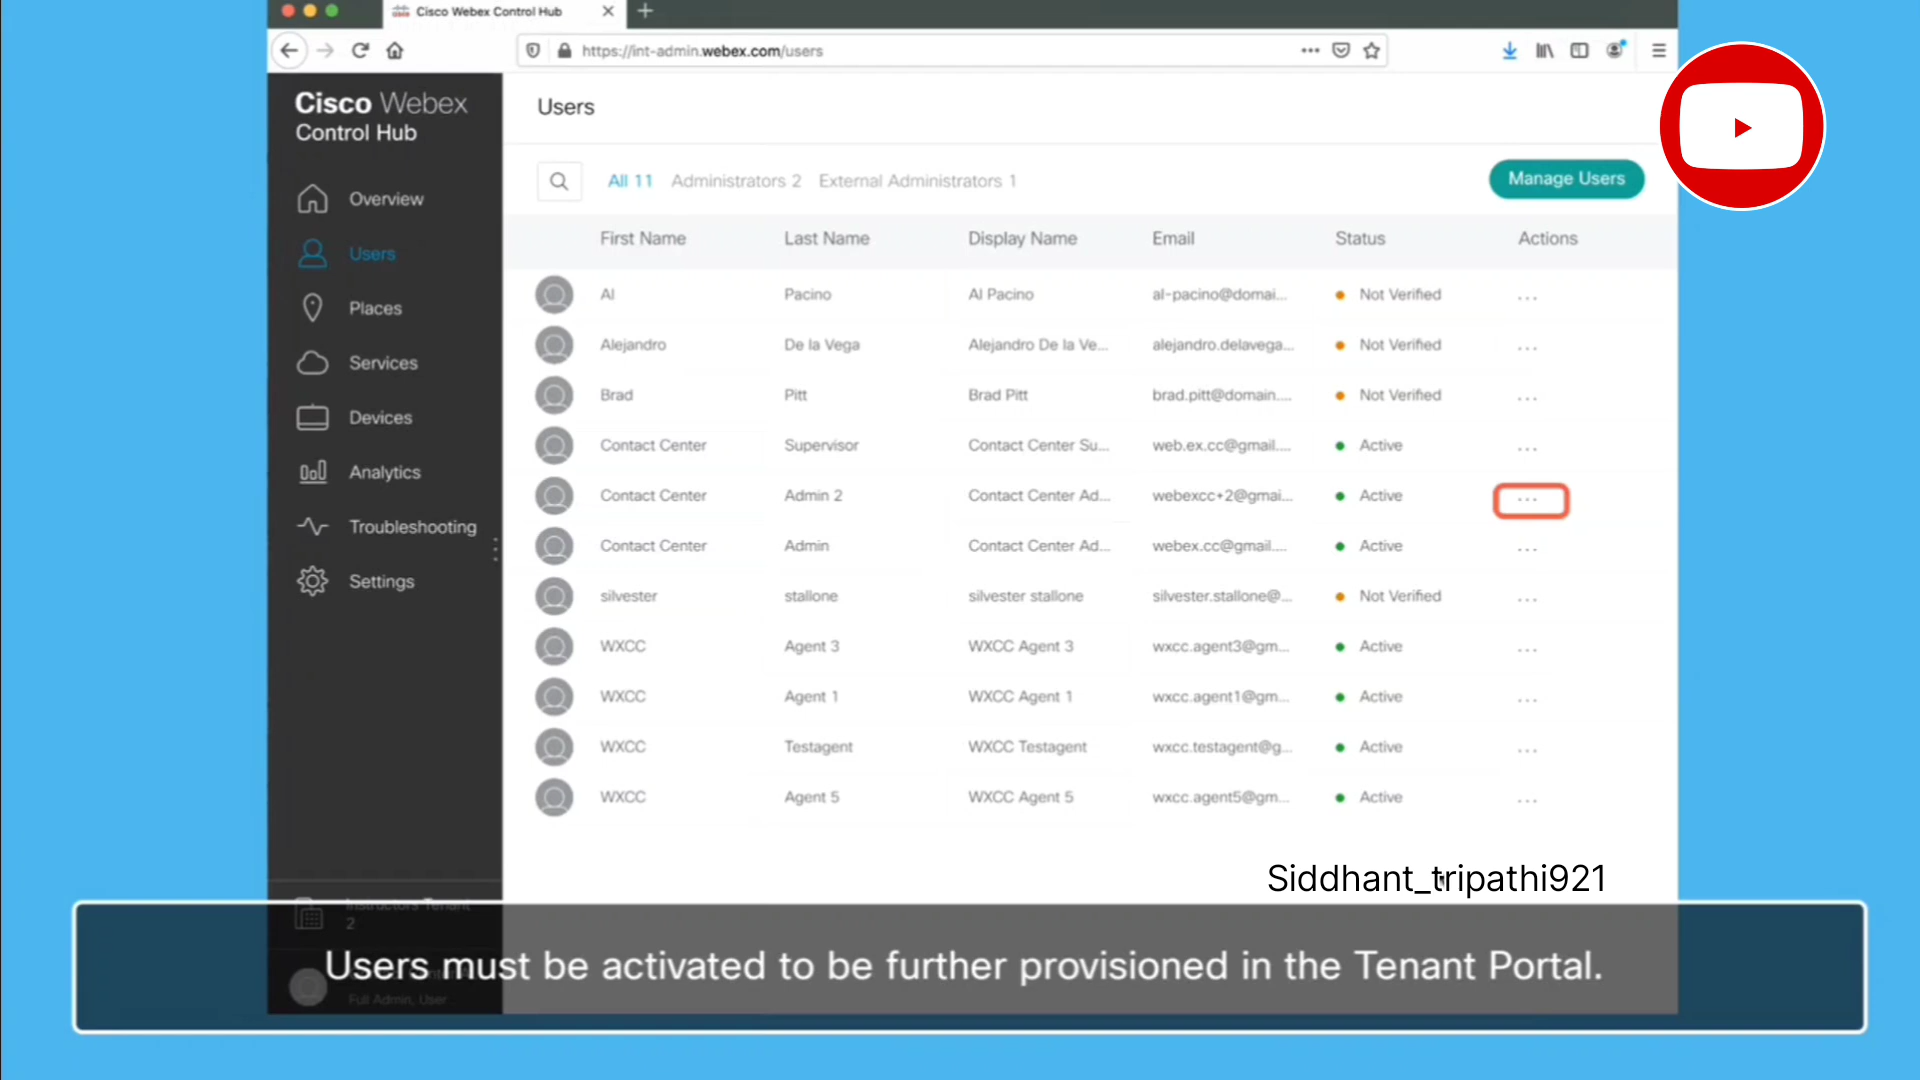 Cisco Webex Control Hub
https://int-admin.webex.com/users
Cisco Webex
Control Hub
Overview
Users
Places
Services
Devices
Analytics
Troubleshooting
Settings
Instructors Tenant
2
Full Admin, User
Users
All 11 Administrators 2 External Administrators 1
Manage Users
First Name Last Name Display Name Email Status Actions
Al Pacino Al Pacino al-pacino@domai... Not Verified ...
Alejandro De la Vega Alejandro De la Ve... alejandro.delavega... Not Verified ...
Brad Pitt Brad Pitt brad.pitt@domain.... Not Verified ...
Contact Center Supervisor Contact Center Su... web.ex.cc@gmail.... Active ...
Contact Center Admin 2 Contact Center Ad... webexcc+2@gmai... Active ...
Contact Center Admin Contact Center Ad... webex.cc@gmail.... Active ...
silvester stallone silvester stallone silvester.stallone@... Not Verified ...
WXCC Agent 3 WXCC Agent 3 wxcc.agent3@gm... Active ...
WXCC Agent 1 WXCC Agent 1 wxcc.agent1@gm... Active ...
WXCC Testagent WXCC Testagent wxcc.testagent@g... Active ...
WXCC Agent 5 WXCC Agent 5 wxcc.agent5@gm... Active ...
Siddhant_tripathi921
Users must be activated to be further provisioned in the Tenant Portal.